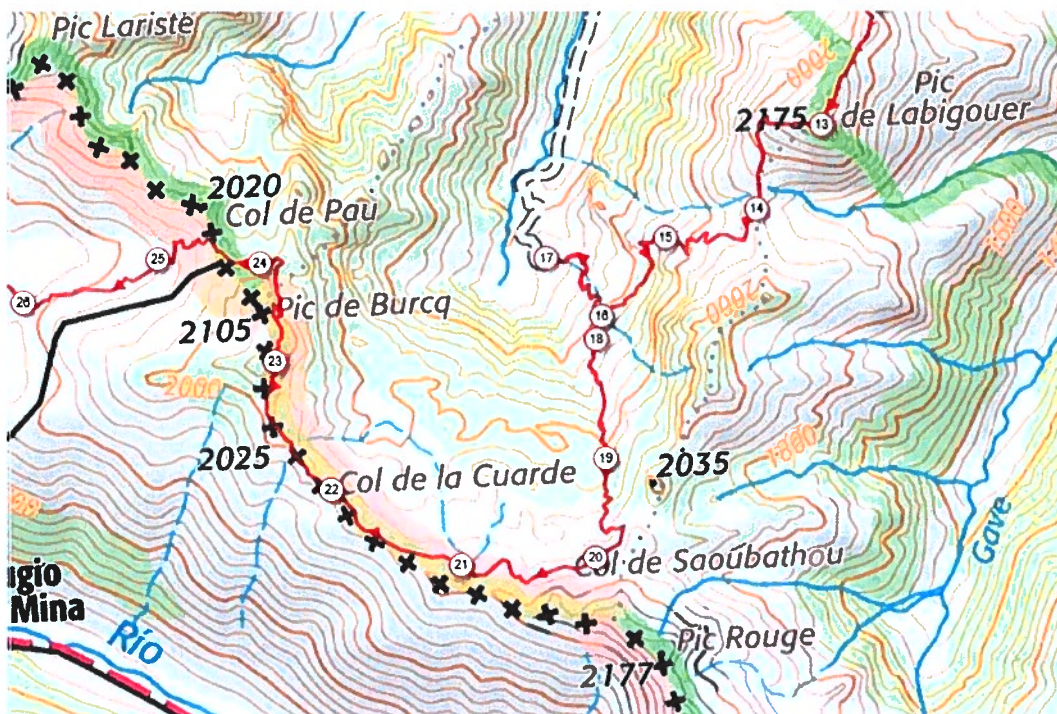 Pic Lariste
2000
Pic
2175
13
de Labigouer
2020
Col de Pau
14
15
1500
25
24
17
26
Pic de Burcq
2000
16
2105
18
23
2000
2025
1800
19
2035
22
Col de la Cuarde
Gave
20
Col de Saoubathou
21
Mina
Río
Pic Rouge
2177